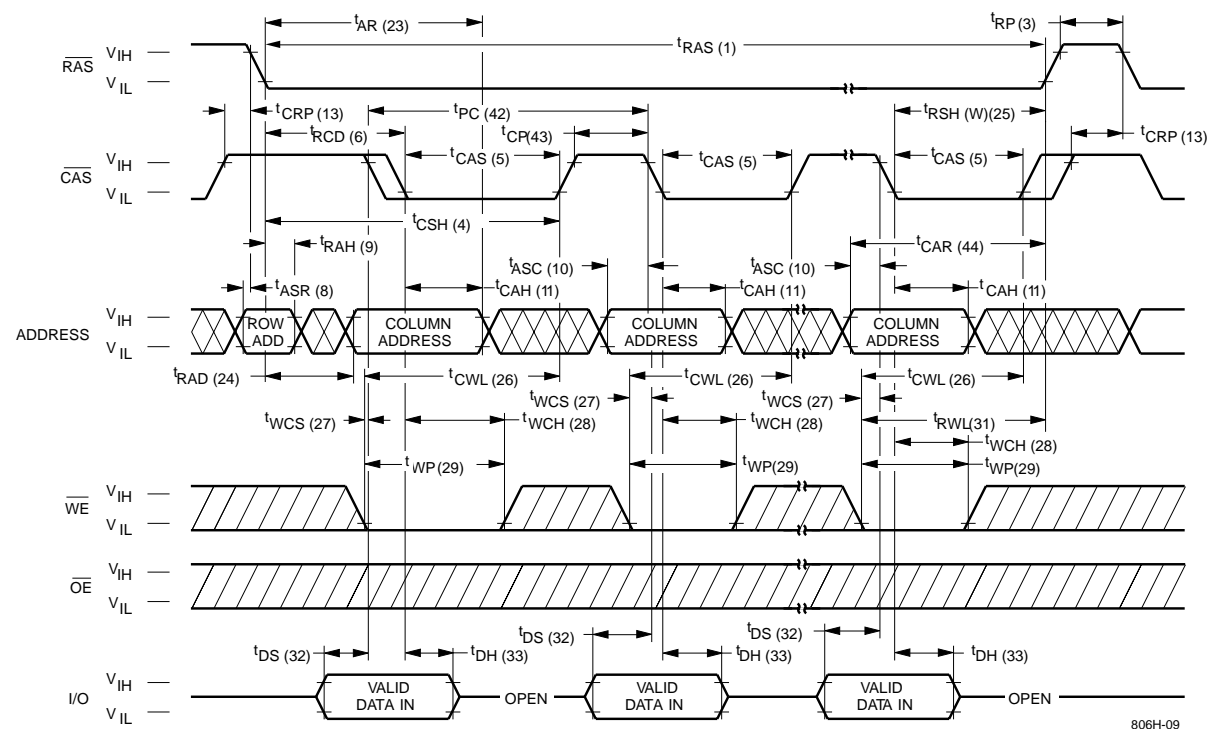 tAR (23)
tRP (3)
tRAS (1)
RAS
VIH
VIL
tCRP (13)
tPC (42)
tRSH (W)(25)
tRCD (6)
tCP(43)
tCRP (13)
CAS
VIH
VIL
tCAS (5)
tCAS (5)
tCAS (5)
tCSH (4)
tRAH (9)
tCAR (44)
tASC (10)
tASC (10)
tASR (8)
tCAH (11)
tCAH (11)
tCAH (11)
ADDRESS
VIH
VIL
ROW ADD
COLUMN ADDRESS
COLUMN ADDRESS
COLUMN ADDRESS
tRAD (24)
tCWL (26)
tCWL (26)
tCWL (26)
tWCS (27)
tWCS (27)
tWCS (27)
tWCH (28)
tWCH (28)
tRWL(31)
tWCH (28)
tWP(29)
tWP(29)
tWP(29)
WE
VIH
VIL
OE
VIH
VIL
tDS (32)
tDS (32)
tDS (32)
tDH (33)
tDH (33)
tDH (33)
I/O
VIH
VIL
VALID DATA IN
OPEN
VALID DATA IN
VALID DATA IN
OPEN
806H-09